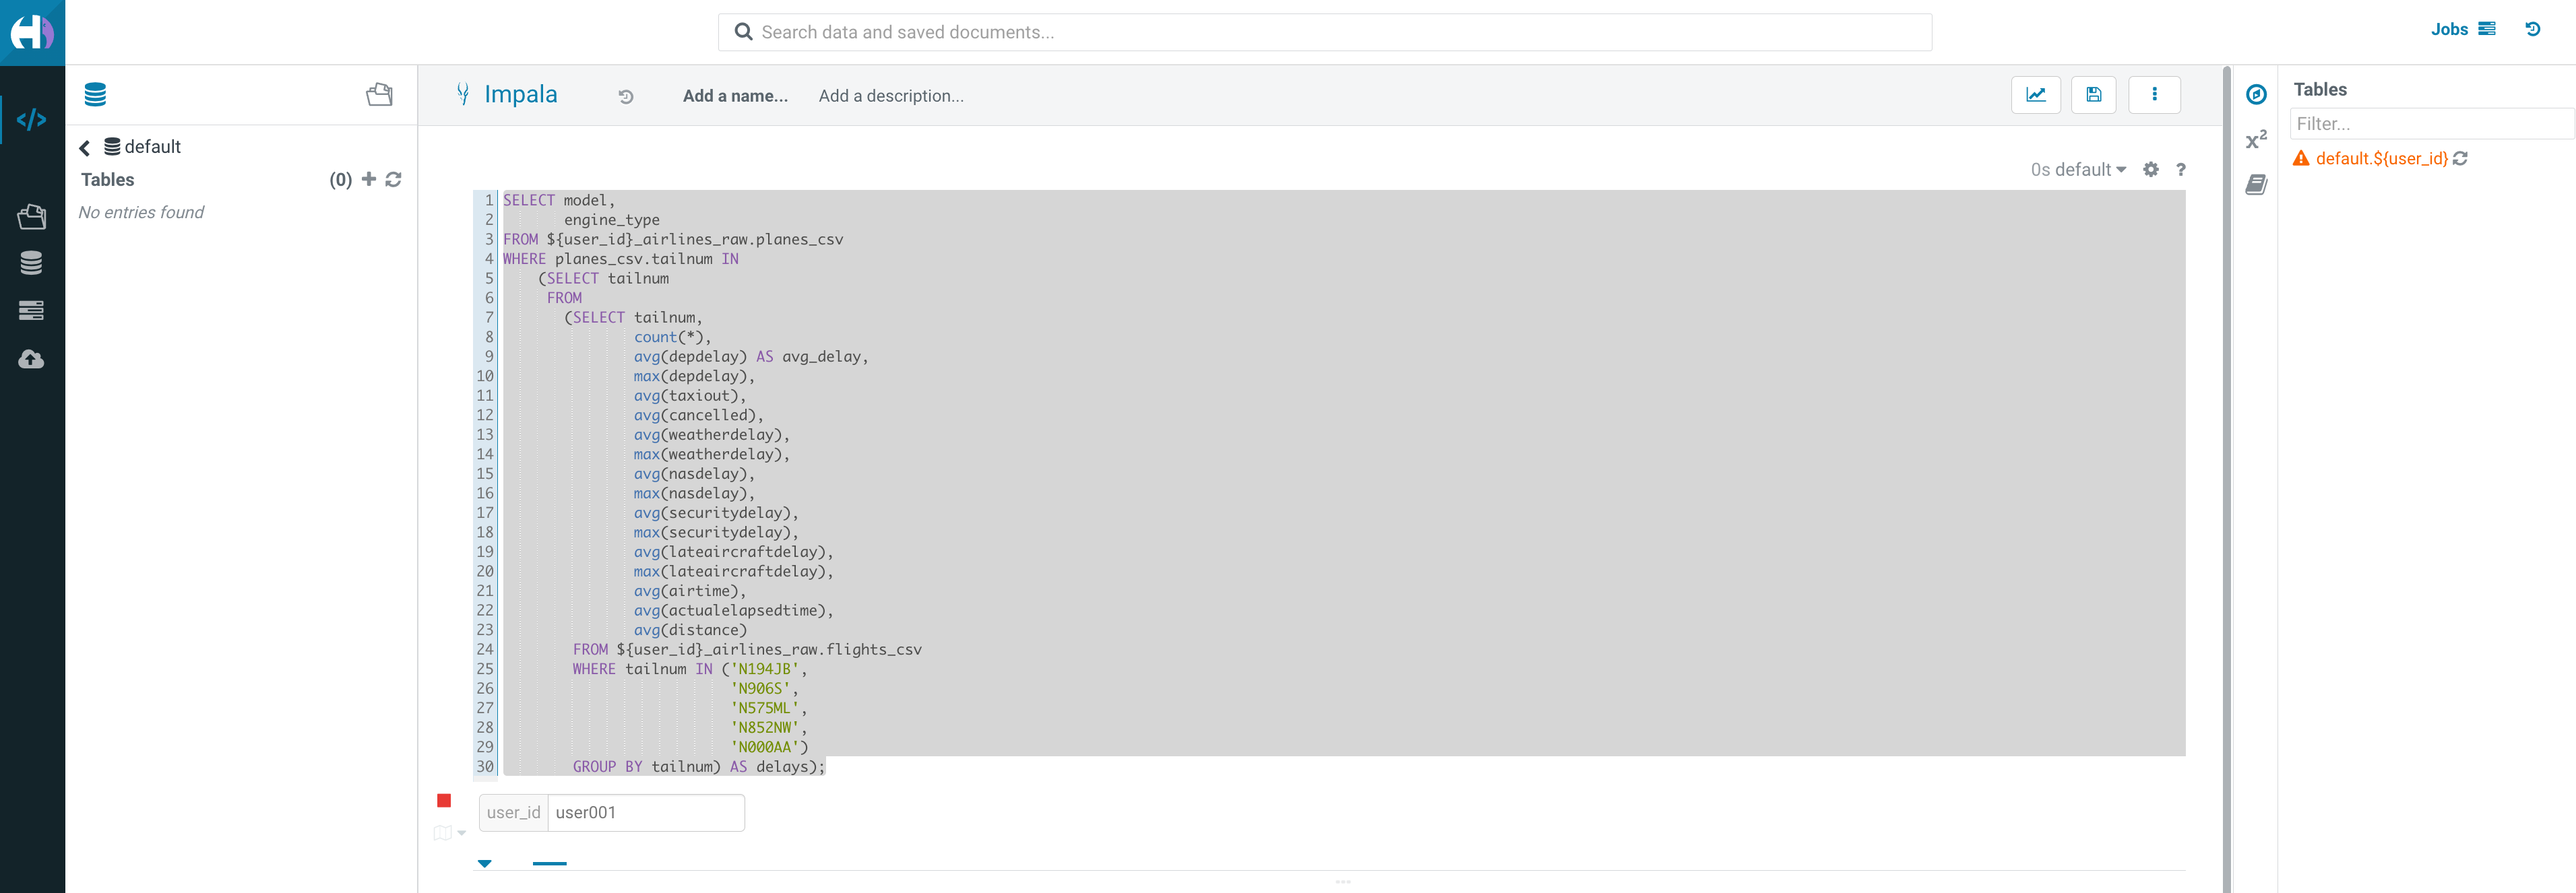 Search data and saved documents...
Jobs
default
Tables (0)
No entries found
Impala
Add a name...
Add a description...
0s default
?
1 SELECT model,
2 engine_type
3 FROM ${user_id}_airlines_raw.planes_csv
4 WHERE planes_csv.tailnum IN
5 (SELECT tailnum
6 FROM
7 (SELECT tailnum,
8 count(*),
9 avg(depdelay) AS avg_delay,
10 max(depdelay),
11 avg(taxiout),
12 avg(cancelled),
13 avg(weatherdelay),
14 max(weatherdelay),
15 avg(nasdelay),
16 max(nasdelay),
17 avg(securitydelay),
18 max(securitydelay),
19 avg(lateaircraftdelay),
20 max(lateaircraftdelay),
21 avg(airtime),
22 avg(actualelapsedtime),
23 avg(distance)
24 FROM ${user_id}_airlines_raw.flights_csv
25 WHERE tailnum IN ('N194JB',
26 'N906S',
27 'N575ML',
28 'N852NW',
29 'N000AA')
30 GROUP BY tailnum) AS delays);
user_id user001
x²
Tables
Filter...
default.${user_id}